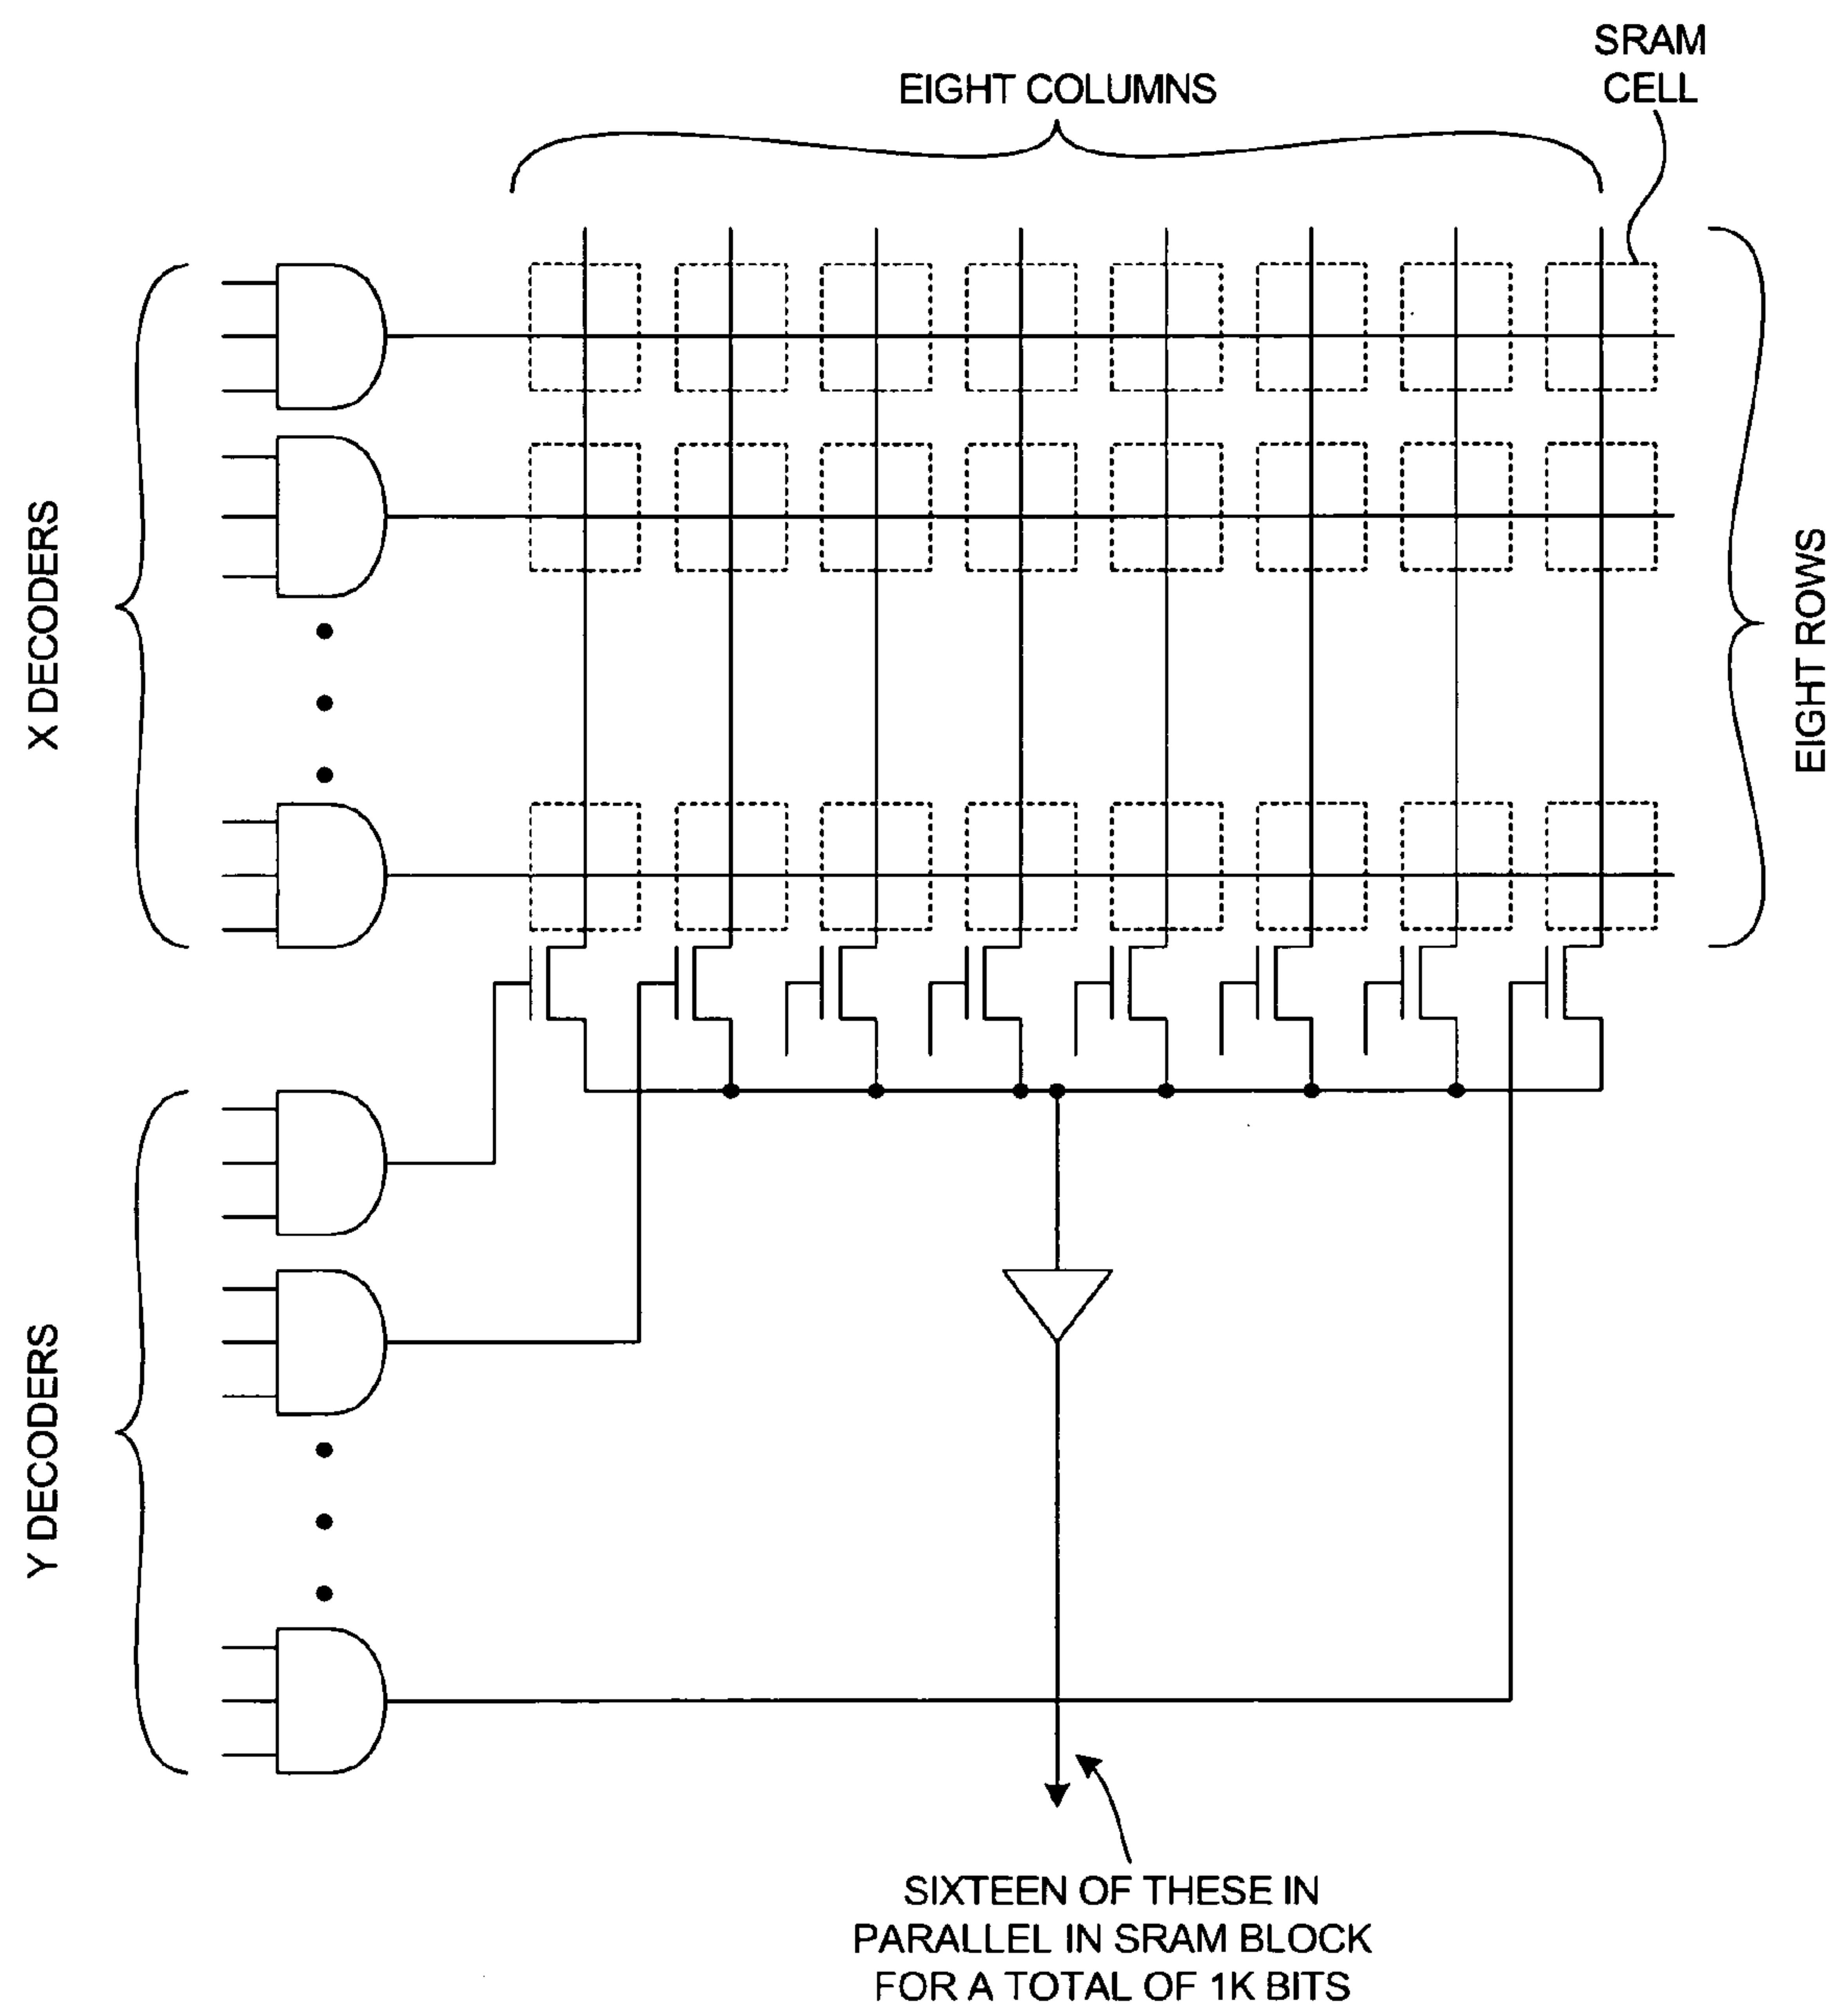 SRAM
CELL
EIGHT COLUMNS
X DECODERS
EIGHT ROWS
Y DECODERS
SIXTEEN OF THESE IN
PARALLEL IN SRAM BLOCK
FOR A TOTAL OF 1K BITS